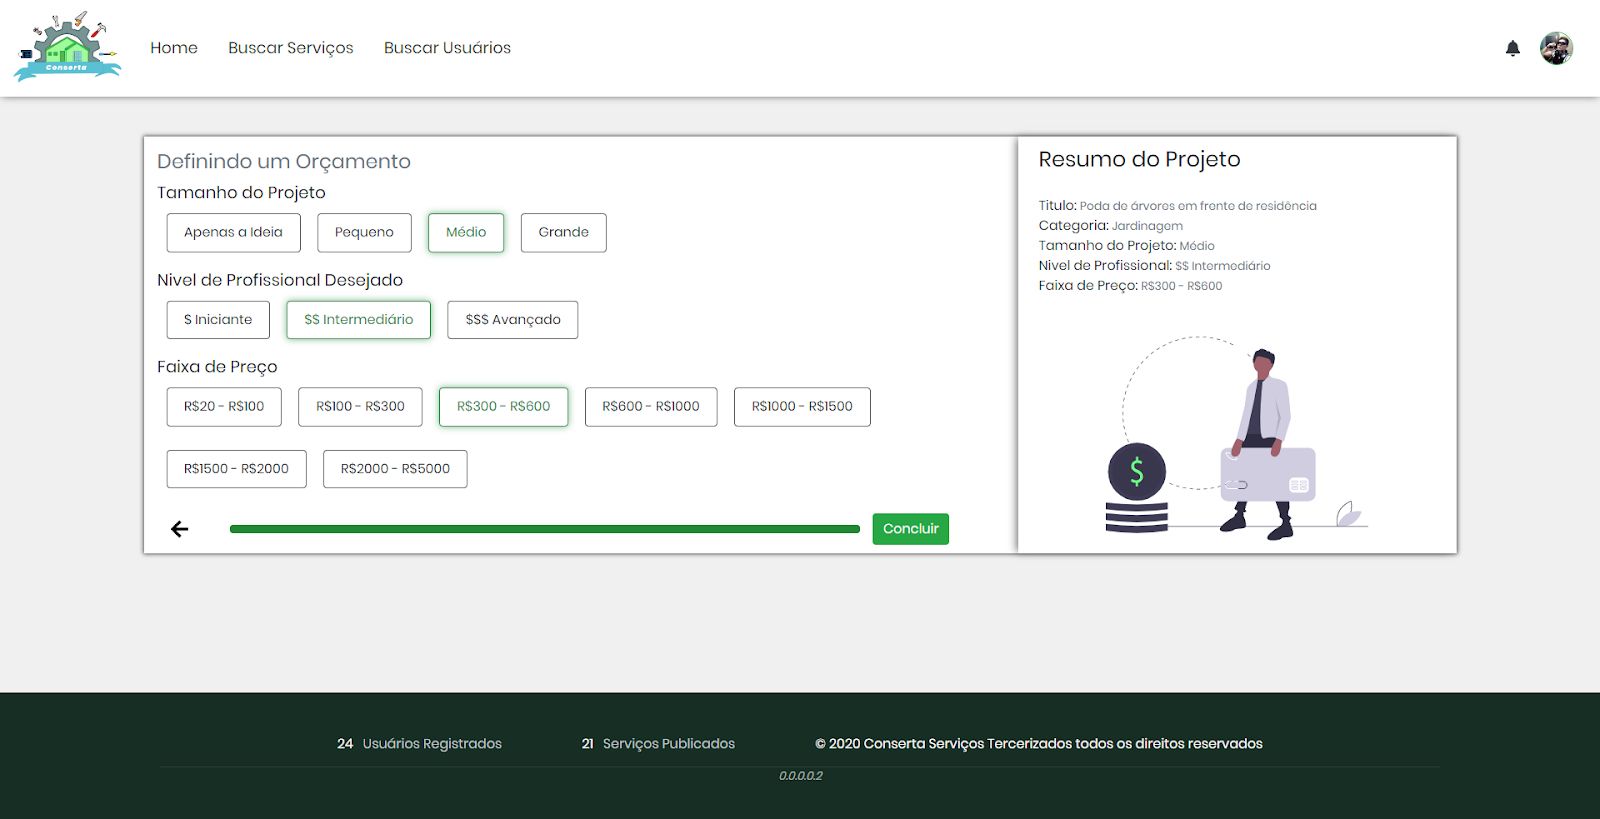 Conserta
Home Buscar Serviços Buscar Usuários
Definindo um Orçamento
Tamanho do Projeto
Apenas a Ideia Pequeno Médio Grande
Nivel de Profissional Desejado
$ Iniciante $$ Intermediário $$$ Avançado
Faixa de Preço
R$20 - R$100 R$100 - R$300 R$300 - R$600 R$600 - R$1000 R$1000 - R$1500
R$1500 - R$2000 R$2000 - R$5000
Concluir
Resumo do Projeto
Titulo: Poda de árvores em frente de residência
Categoria: Jardinagem
Tamanho do Projeto: Médio
Nivel de Profissional: $$ Intermediário
Faixa de Preço: R$300 - R$600
$
24 Usuários Registrados 21 Serviços Publicados © 2020 Conserta Serviços Tercerizados todos os direitos reservados
0.0.0.0.2